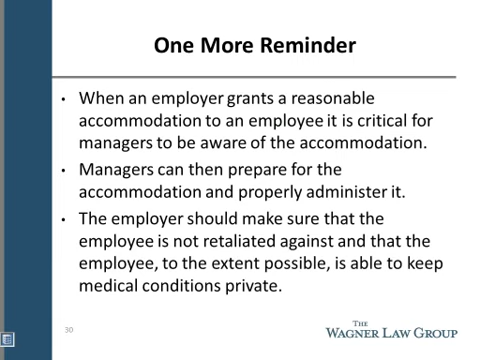 One More Reminder
• When an employer grants a reasonable
accommodation to an employee it is critical for
managers to be aware of the accommodation.
• Managers can then prepare for the
accommodation and properly administer it.
• The employer should make sure that the
employee is not retaliated against and that the
employee, to the extent possible, is able to keep
medical conditions private.
30
THE
WAGNER LAW GROUP